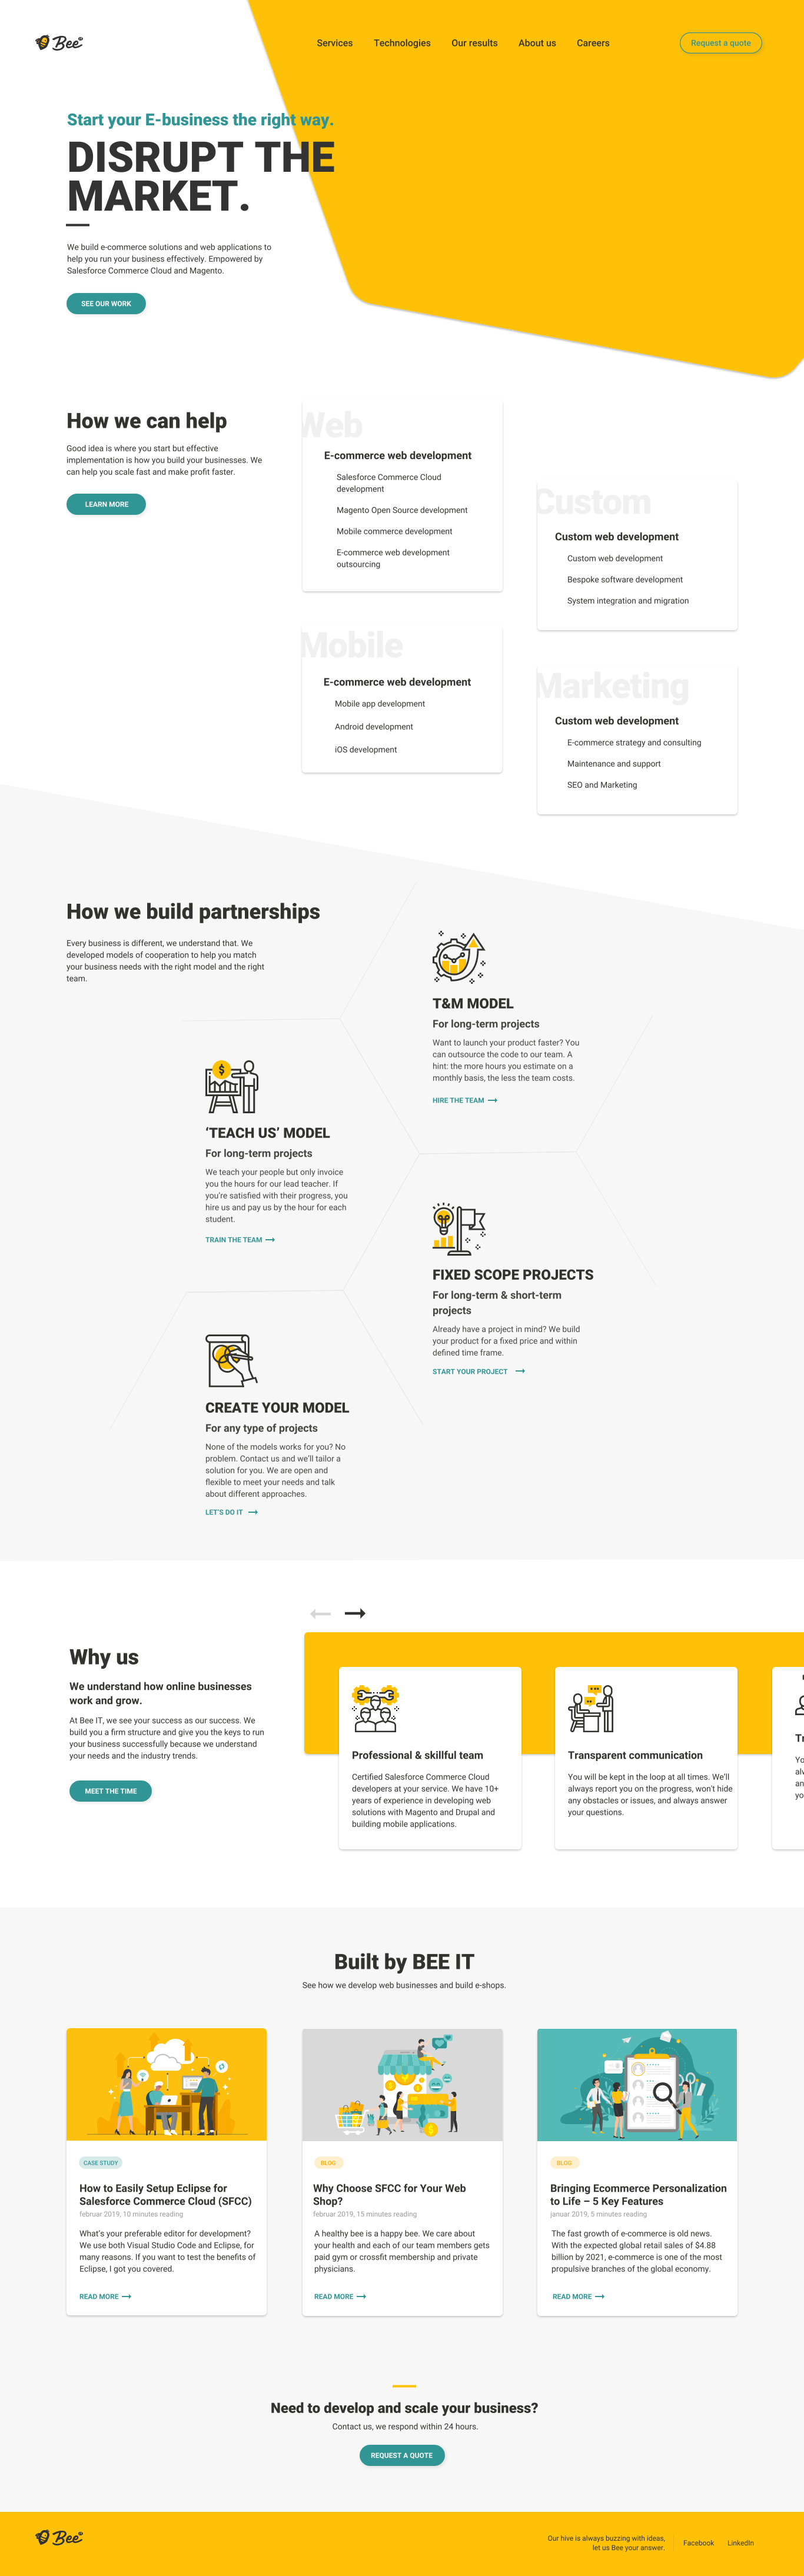 Bee
Services Technologies Our results About us Careers Request a quote
Start your E-business the right way.
DISRUPT THE
MARKET.
We build e-commerce solutions and web applications to
help you run your business effectively. Empowered by
Salesforce Commerce Cloud and Magento.
SEE OUR WORK
How we can help
Good idea is where you start but effective
implementation is how you build your businesses. We
can help you scale fast and make profit faster.
LEARN MORE
Web
E-commerce web development
Salesforce Commerce Cloud
development
Magento Open Source development
Mobile commerce development
E-commerce web development
outsourcing
Custom
Custom web development
Custom web development
Bespoke software development
System integration and migration
Mobile
E-commerce web development
Mobile app development
Android development
iOS development
Marketing
Custom web development
E-commerce strategy and consulting
Maintenance and support
SEO and Marketing
How we build partnerships
Every business is different, we understand that. We
developed models of cooperation to help you match
your business needs with the right model and the right
team.
T&M MODEL
For long-term projects
Want to launch your product faster? You
can outsource the code to our team. A
hint: the more hours you estimate on a
monthly basis, the less the team costs.
HIRE THE TEAM
‘TEACH US’ MODEL
For long-term projects
We teach your people but only invoice
you the hours for our lead teacher. If
you’re satisfied with their progress, you
hire us and pay us by the hour for each
student.
TRAIN THE TEAM
FIXED SCOPE PROJECTS
For long-term & short-term
projects
Already have a project in mind? We build
your product for a fixed price and within
defined time frame.
START YOUR PROJECT
CREATE YOUR MODEL
For any type of projects
None of the models works for you? No
problem. Contact us and we’ll tailor a
solution for you. We are open and
flexible to meet your needs and talk
about different approaches.
LET’S DO IT
Why us
We understand how online businesses
work and grow.
At Bee IT, we see your success as our success. We
build you a firm structure and give you the keys to run
your business successfully because we understand
your needs and the industry trends.
MEET THE TIME
Professional & skillful team
Certified Salesforce Commerce Cloud
developers at your service. We have 10+
years of experience in developing web
solutions with Magento and Drupal and
building mobile applications.
Transparent communication
You will be kept in the loop at all times. We’ll
always report you on the progress, won’t hide
any obstacles or issues, and always answer
your questions.
Built by BEE IT
See how we develop web businesses and build e-shops.
CASE STUDY
How to Easily Setup Eclipse for
Salesforce Commerce Cloud (SFCC)
februar 2019, 10 minutes reading
What’s your preferable editor for development?
We use both Visual Studio Code and Eclipse, for
many reasons. If you want to test the benefits of
Eclipse, I got you covered.
READ MORE
BLOG
Why Choose SFCC for Your Web
Shop?
februar 2019, 15 minutes reading
A healthy bee is a happy bee. We care about
your health and each of our team members gets
paid gym or crossfit membership and private
physicians.
READ MORE
BLOG
Bringing Ecommerce Personalization
to Life – 5 Key Features
januar 2019, 5 minutes reading
The fast growth of e-commerce is old news.
With the expected global retail sales of $4.88
billion by 2021, e-commerce is one of the most
propulsive branches of the global economy.
READ MORE
Need to develop and scale your business?
Contact us, we respond within 24 hours.
REQUEST A QUOTE
Bee
Our hive is always buzzing with ideas,
let us Bee your answer.
Facebook LinkedIn